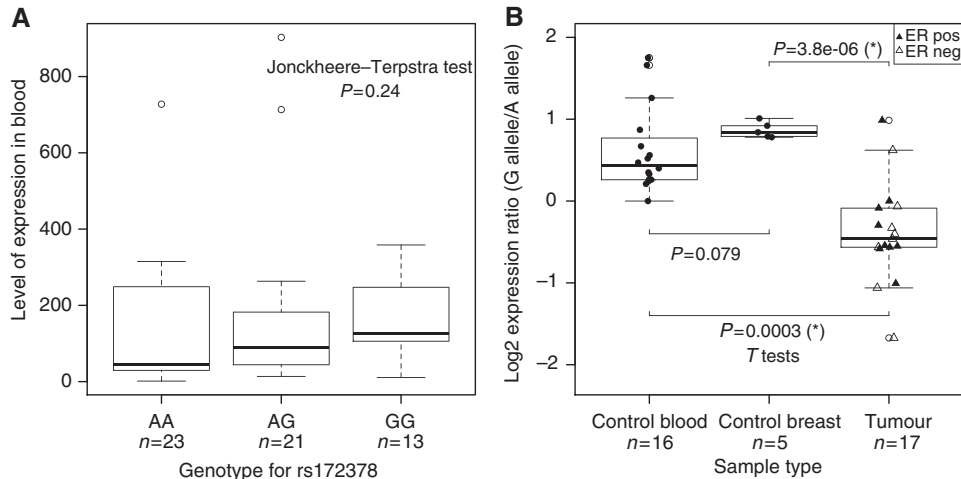 A
Level of expression in blood
800
600
400
200
0
Jonckheere–Terpstra test
P=0.24
AA
n=23
AG
n=21
GG
n=13
Genotype for rs172378
B
Log2 expression ratio (G allele/A allele)
2
1
0
−1
−2
ER pos
ER neg
P=3.8e-06 (*)
P=0.079
P=0.0003 (*)
T tests
Control blood
n=16
Control breast
n=5
Tumour
n=17
Sample type